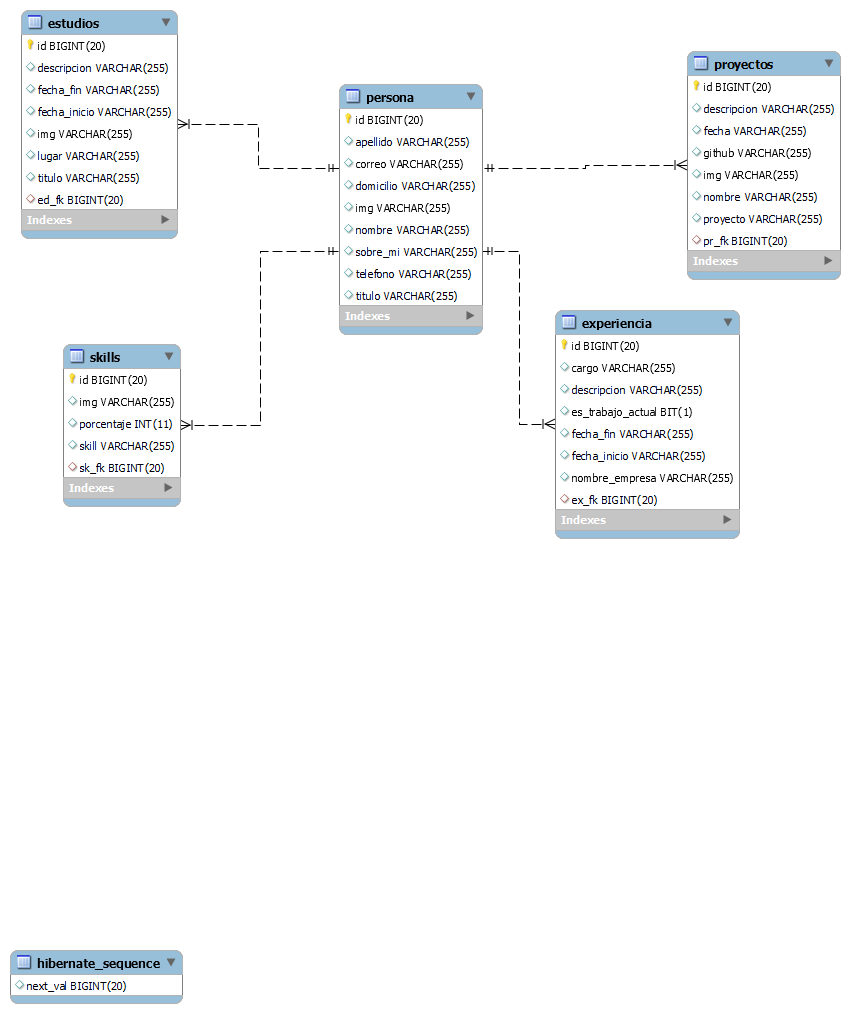 estudios
id BIGINT(20)
descripcion VARCHAR(255)
fecha_fin VARCHAR(255)
fecha_inicio VARCHAR(255)
img VARCHAR(255)
lugar VARCHAR(255)
titulo VARCHAR(255)
ed_fk BIGINT(20)
Indexes
persona
id BIGINT(20)
apellido VARCHAR(255)
correo VARCHAR(255)
domicilio VARCHAR(255)
img VARCHAR(255)
nombre VARCHAR(255)
sobre_mi VARCHAR(255)
telefono VARCHAR(255)
titulo VARCHAR(255)
Indexes
proyectos
id BIGINT(20)
descripcion VARCHAR(255)
fecha VARCHAR(255)
github VARCHAR(255)
img VARCHAR(255)
nombre VARCHAR(255)
proyecto VARCHAR(255)
pr_fk BIGINT(20)
Indexes
skills
id BIGINT(20)
img VARCHAR(255)
porcentaje INT(11)
skill VARCHAR(255)
sk_fk BIGINT(20)
Indexes
experiencia
id BIGINT(20)
cargo VARCHAR(255)
descripcion VARCHAR(255)
es_trabajo_actual BIT(1)
fecha_fin VARCHAR(255)
fecha_inicio VARCHAR(255)
nombre_empresa VARCHAR(255)
ex_fk BIGINT(20)
Indexes
hibernate_sequence
next_val BIGINT(20)